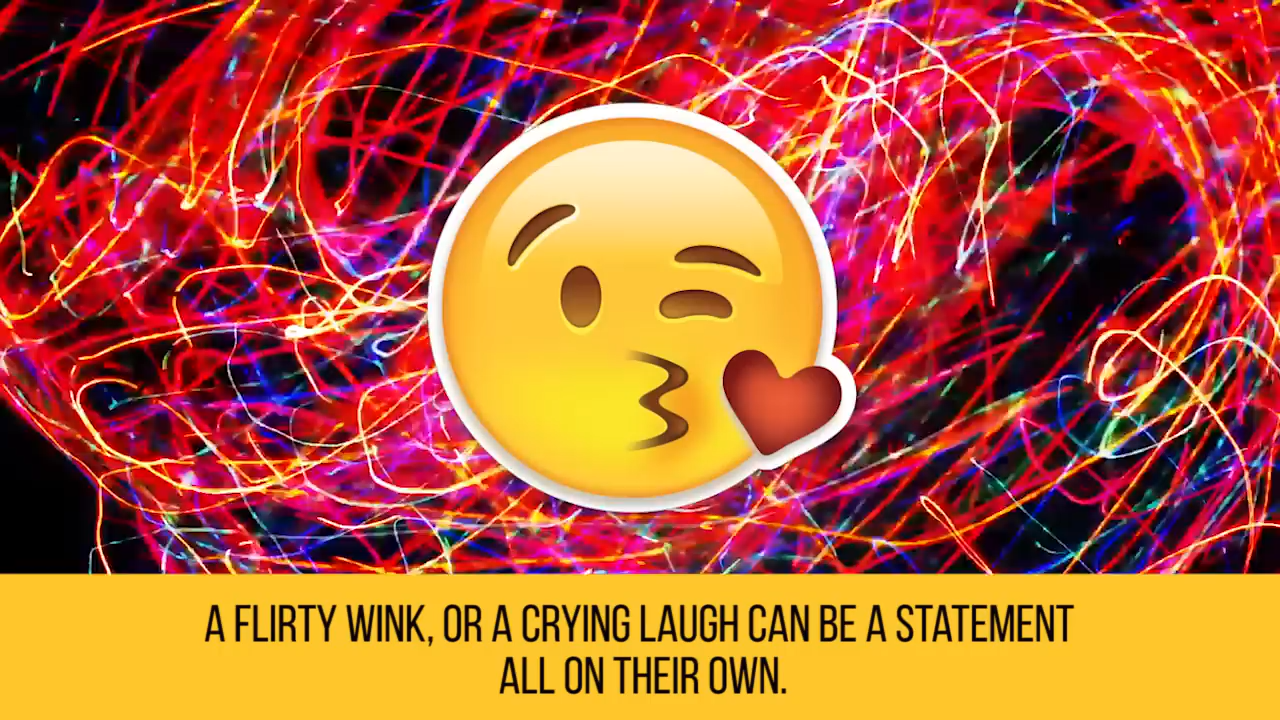 A FLIRTY WINK, OR A CRYING LAUGH CAN BE A STATEMENT
ALL ON THEIR OWN.